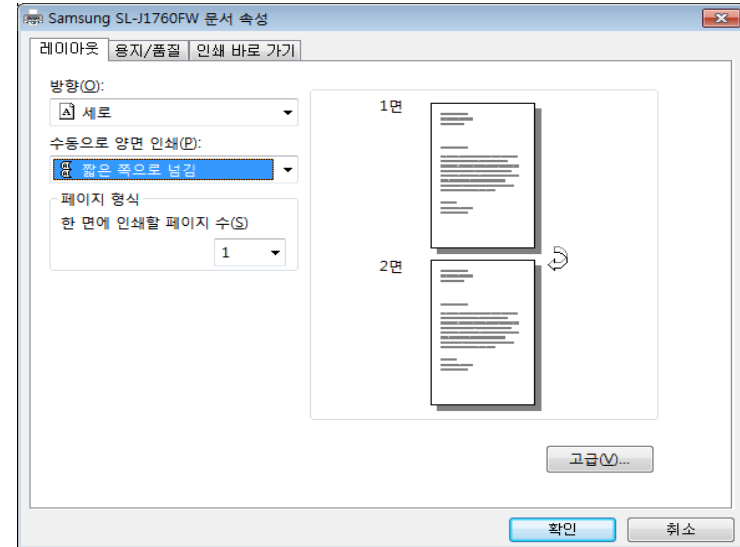 Samsung SL-J1760FW 문서 속성
레이아웃 용지/품질 인쇄 바로 가기
방향(O):
세로
수동으로 양면 인쇄(P):
짧은 쪽으로 넘김
페이지 형식
한 면에 인쇄할 페이지 수(S)
1
1면
2면
고급(V)...
확인 취소